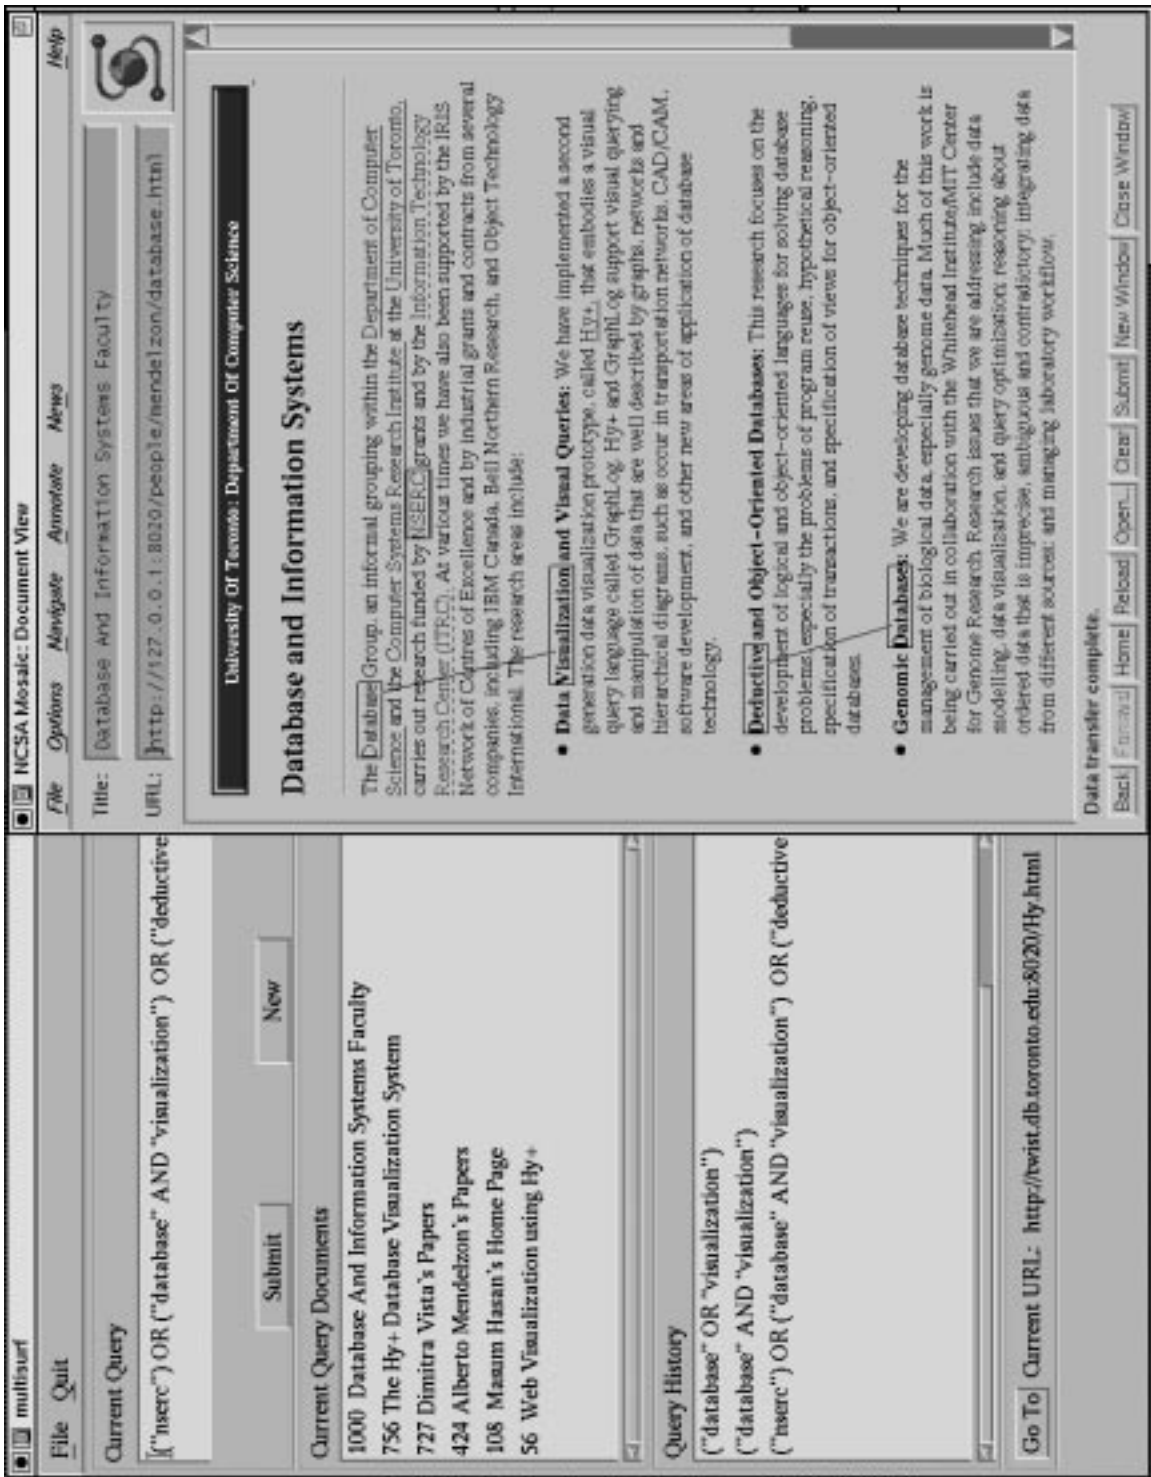 multisurf
File Quit
Current Query
("nserc") OR ("database" AND "visualization") OR ("deductive
Submit New
Current Query Documents
1000 Database And Information Systems Faculty
756 The Hy+ Database Visualization System
727 Dimitra Vista's Papers
424 Alberto Mendelzon's Papers
108 Masum Hasan's Home Page
56 Web Visualization using Hy+
Query History
("database" OR "visualization")
("database" AND "visualization")
("nserc") OR ("database" AND "visualization") OR ("deductive
Go To Current URL: http://twist.db.toronto.edu:8020/Hy.html
NCSA Mosaic: Document View
File Options Navigate Annotate News Help
Title: Database And Information Systems Faculty
URL: http://127.0.0.1:8020/people/mendelzon/database.html
University Of Toronto: Department Of Computer Science
Database and Information Systems
The Database Group, an informal grouping within the Department of Computer
Science and the Computer Systems Research Institute at the University of Toronto,
carries out research funded by NSERC grants and by the Information Technology
Research Center (ITRC). At various times we have also been supported by the IRIS
Network of Centres of Excellence and by industrial grants and contracts from several
companies, including IBM Canada, Bell Northern Research, and Object Technology
International. The research areas include:
• Data Visualization and Visual Queries: We have implemented a second
generation data visualization prototype, called Hy+, that embodies a visual
query language called GraphLog. Hy+ and GraphLog support visual querying
and manipulation of data that are well described by graphs, networks and
hierarchical diagrams, such as occur in transportation networks, CAD/CAM,
software development, and other new areas of application of database
technology.
• Deductive and Object-Oriented Databases: This research focuses on the
development of logical and object-oriented languages for solving database
problems, especially the problems of program reuse, hypothetical reasoning,
specification of transactions, and specification of views for object-oriented
databases.
• Genomic Databases: We are developing database techniques for the
management of biological data, especially genome data. Much of this work is
being carried out in collaboration with the Whitehead Institute/MIT Center
for Genome Research. Research issues that we are addressing include data
modelling, data visualization, and query optimization; reasoning about
ordered data that is imprecise, ambiguous and contradictory; integrating data
from different sources; and managing laboratory workflow.
Data transfer complete.
Back Forward Home Reload Open... Clear Submit New Window Close Window